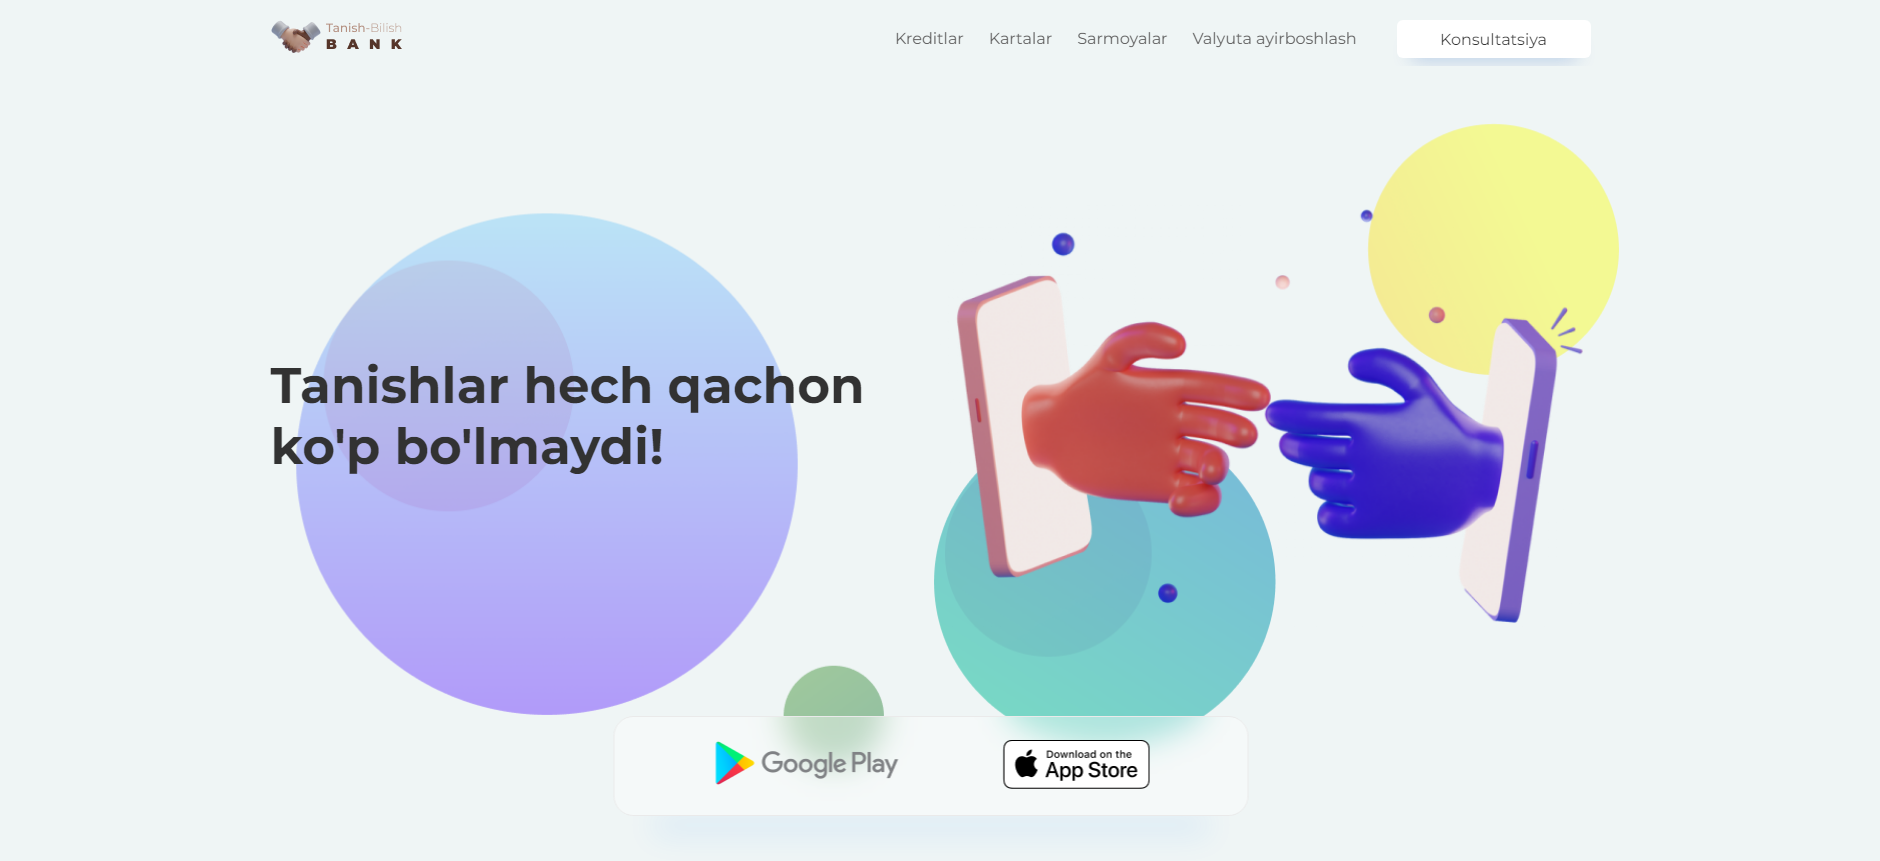 Tanish-Bilish
BANK
Kreditlar
Kartalar
Sarmoyalar
Valyuta ayirboshlash
Konsultatsiya
Tanishlar hech qachon
ko'p bo'lmaydi!
Google Play
Download on the
App Store